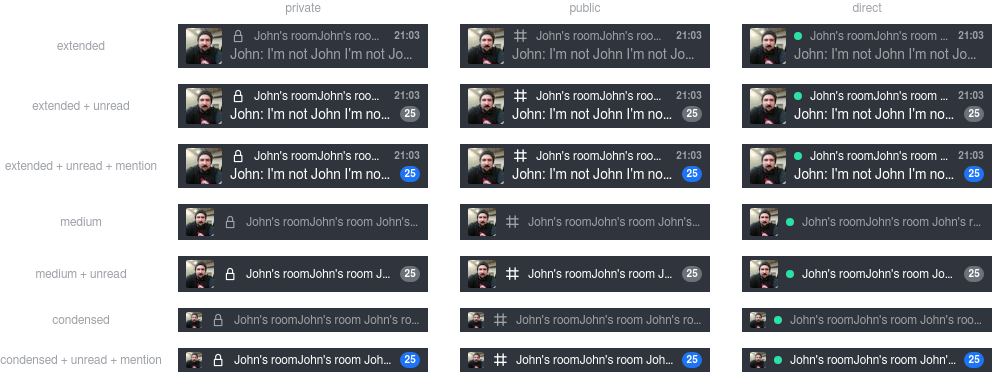 private public direct
extended
John's roomJohn's roo... 21:03 John's roomJohn's roo... 21:03 John's roomJohn's room ... 21:03
John: I'm not John I'm not Jo... John: I'm not John I'm not Jo... John: I'm not John I'm not Jo...
extended + unread
John's roomJohn's roo... 21:03 John's roomJohn's roo... 21:03 John's roomJohn's room ... 21:03
John: I'm not John I'm no... 25 John: I'm not John I'm no... 25 John: I'm not John I'm no... 25
extended + unread + mention
John's roomJohn's roo... 21:03 John's roomJohn's roo... 21:03 John's roomJohn's room ... 21:03
John: I'm not John I'm no... 25 John: I'm not John I'm no... 25 John: I'm not John I'm no... 25
medium John's roomJohn's room John's... John's roomJohn's room John's... John's roomJohn's room John's r...
medium + unread John's roomJohn's room J... 25 John's roomJohn's room J... 25 John's roomJohn's room Jo... 25
condensed John's roomJohn's room John's ro... John's roomJohn's room John's ro... John's roomJohn's room John's roo...
condensed + unread + mention John's roomJohn's room Joh... 25 John's roomJohn's room Joh... 25 John's roomJohn's room John'... 25